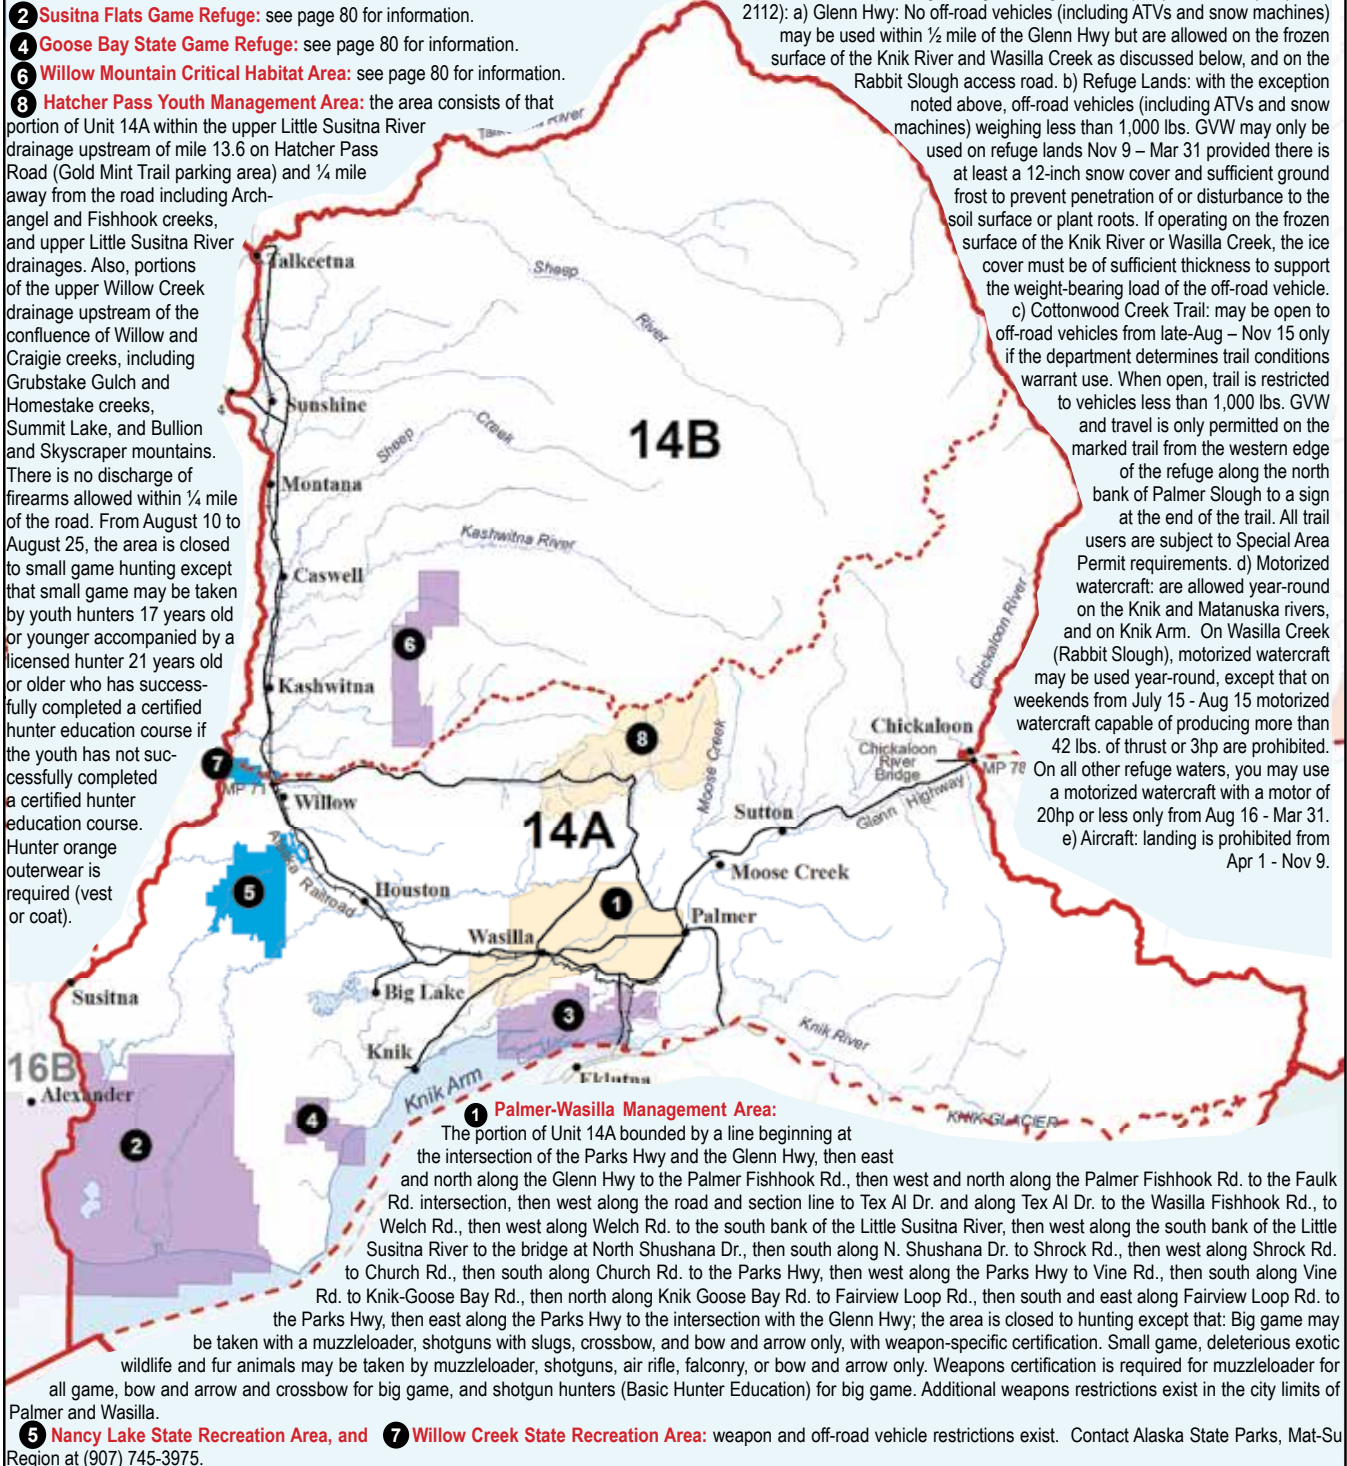 2 Susitna Flats Game Refuge: see page 80 for information.
4 Goose Bay State Game Refuge: see page 80 for information.
6 Willow Mountain Critical Habitat Area: see page 80 for information.
8 Hatcher Pass Youth Management Area: the area consists of that
portion of Unit 14A within the upper Little Susitna River
drainage upstream of mile 13.6 on Hatcher Pass
Road (Gold Mint Trail parking area) and ¼ mile
away from the road including Arch-
angel and Fishhook creeks,
and upper Little Susitna River
drainages. Also, portions
of the upper Willow Creek
drainage upstream of the
confluence of Willow and
Craigie creeks, including
Grubstake Gulch and
Homestake creeks,
Summit Lake, and Bullion
and Skyscraper mountains.
There is no discharge of
firearms allowed within ¼ mile
of the road. From August 10 to
August 25, the area is closed
to small game hunting except
that small game may be taken
by youth hunters 17 years old
or younger accompanied by a
licensed hunter 21 years old
or older who has success-
fully completed a certified
hunter education course if
the youth has not suc-
cessfully completed
a certified hunter
education course.
Hunter orange
outerwear is
required (vest
or coat).
2112): a) Glenn Hwy: No off-road vehicles (including ATVs and snow machines)
may be used within ½ mile of the Glenn Hwy but are allowed on the frozen
surface of the Knik River and Wasilla Creek as discussed below, and on the
Rabbit Slough access road. b) Refuge Lands: with the exception
noted above, off-road vehicles (including ATVs and snow
machines) weighing less than 1,000 lbs. GVW may only be
used on refuge lands Nov 9 – Mar 31 provided there is
at least a 12-inch snow cover and sufficient ground
frost to prevent penetration of or disturbance to the
soil surface or plant roots. If operating on the frozen
surface of the Knik River or Wasilla Creek, the ice
cover must be of sufficient thickness to support
the weight-bearing load of the off-road vehicle.
c) Cottonwood Creek Trail: may be open to
off-road vehicles from late-Aug – Nov 15 only
if the department determines trail conditions
warrant use. When open, trail is restricted
to vehicles less than 1,000 lbs. GVW
and travel is only permitted on the
marked trail from the western edge
of the refuge along the north
bank of Palmer Slough to a sign
at the end of the trail. All trail
users are subject to Special Area
Permit requirements. d) Motorized
watercraft: are allowed year-round
on the Knik and Matanuska rivers,
and on Knik Arm. On Wasilla Creek
(Rabbit Slough), motorized watercraft
may be used year-round, except that on
weekends from July 15 - Aug 15 motorized
watercraft capable of producing more than
42 lbs. of thrust or 3hp are prohibited.
On all other refuge waters, you may use
a motorized watercraft with a motor of
20hp or less only from Aug 16 - Mar 31.
e) Aircraft: landing is prohibited from
Apr 1 - Nov 9.
River
Talkeetna
Sheep
River
Sunshine
4
Sheep
Creek
14B
Montana
Kashwitna River
Caswell
6
Chickaloon River
Kashwitna
8
Moose Creek
Chickaloon
Chickaloon
River
Bridge
MP 78
7
MP 71
Willow
14A
Sutton
Glenn Highway
Moose Creek
Alaska Railroad
5
Houston
1
Palmer
Wasilla
Susitna
Big Lake
3
Knik River
16B
Knik
Eklutna
Alexander
Knik Arm
KNIK GLACIER
2
4
1 Palmer-Wasilla Management Area:
The portion of Unit 14A bounded by a line beginning at
the intersection of the Parks Hwy and the Glenn Hwy, then east
and north along the Glenn Hwy to the Palmer Fishhook Rd., then west and north along the Palmer Fishhook Rd. to the Faulk
Rd. intersection, then west along the road and section line to Tex Al Dr. and along Tex Al Dr. to the Wasilla Fishhook Rd., to
Welch Rd., then west along Welch Rd. to the south bank of the Little Susitna River, then west along the south bank of the Little
Susitna River to the bridge at North Shushana Dr., then south along N. Shushana Dr. to Shrock Rd., then west along Shrock Rd.
to Church Rd., then south along Church Rd. to the Parks Hwy, then west along the Parks Hwy to Vine Rd., then south along Vine
Rd. to Knik-Goose Bay Rd., then north along Knik Goose Bay Rd. to Fairview Loop Rd., then south and east along Fairview Loop Rd. to
the Parks Hwy, then east along the Parks Hwy to the intersection with the Glenn Hwy; the area is closed to hunting except that: Big game may
be taken with a muzzleloader, shotguns with slugs, crossbow, and bow and arrow only, with weapon-specific certification. Small game, deleterious exotic
wildlife and fur animals may be taken by muzzleloader, shotguns, air rifle, falconry, or bow and arrow only. Weapons certification is required for muzzleloader for
all game, bow and arrow and crossbow for big game, and shotgun hunters (Basic Hunter Education) for big game. Additional weapons restrictions exist in the city limits of
Palmer and Wasilla.
5 Nancy Lake State Recreation Area, and 7 Willow Creek State Recreation Area: weapon and off-road vehicle restrictions exist. Contact Alaska State Parks, Mat-Su
Region at (907) 745-3975.